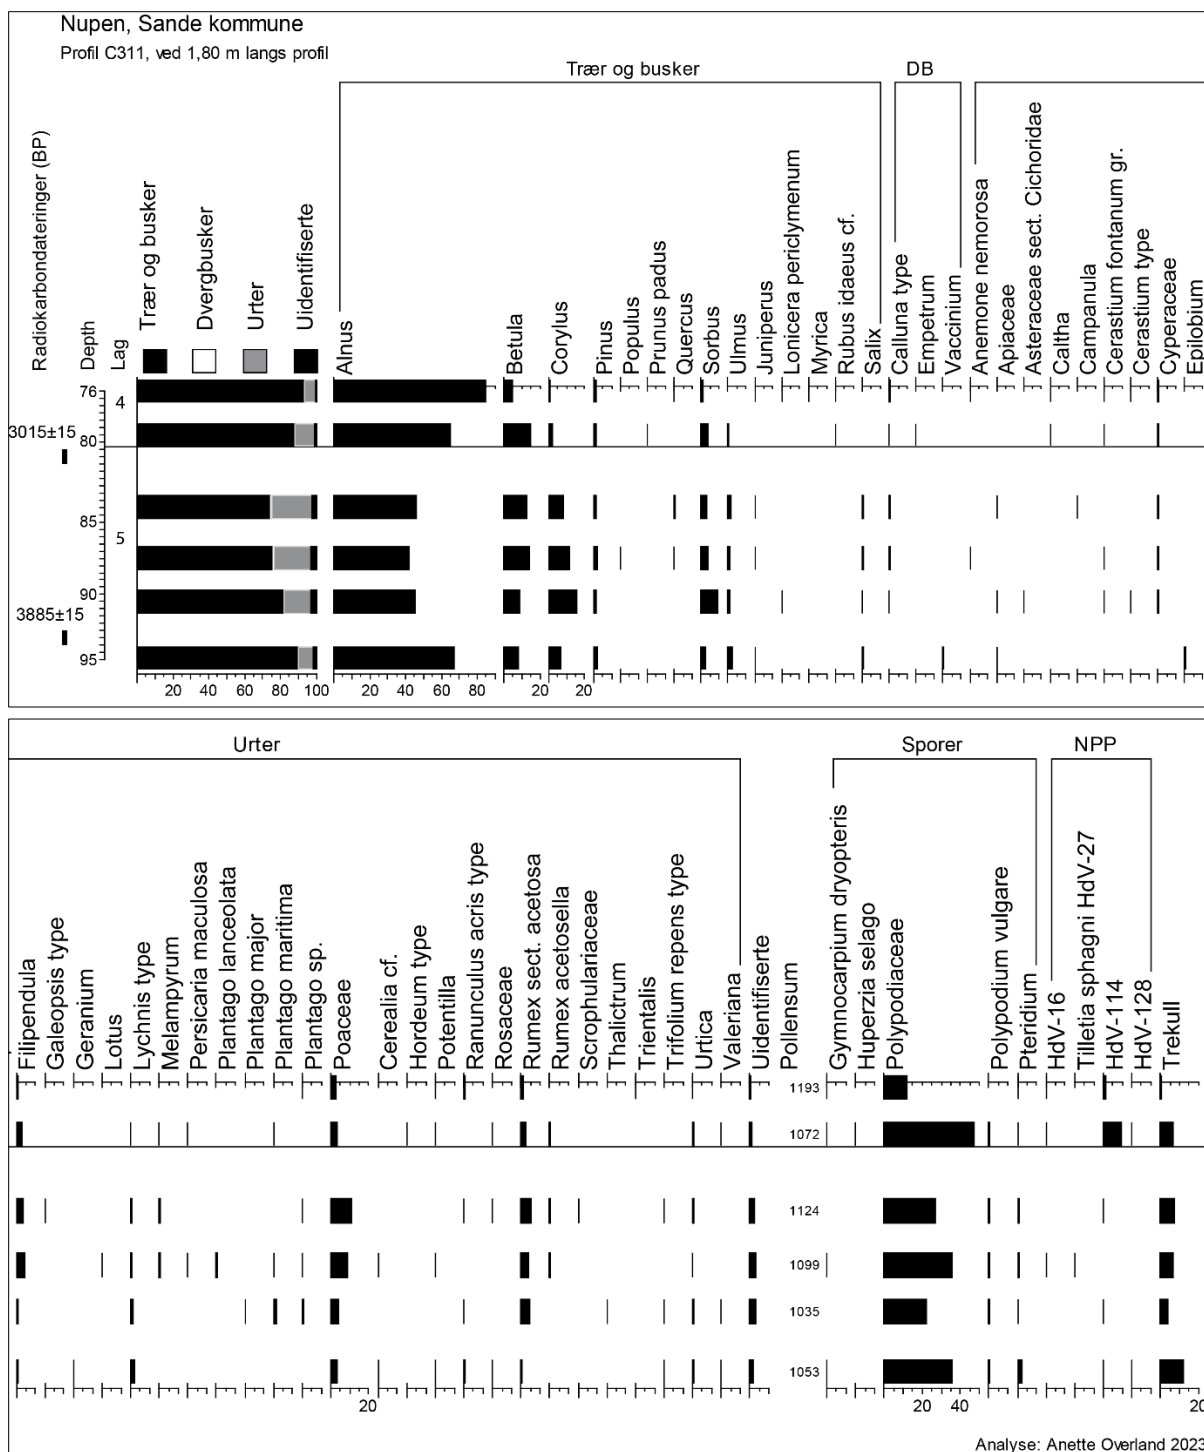 Nupen, Sande kommune
Profil C311, ved 1,80 m langs profil
Trær og busker
DB
Radiokarbondateringer (BP)
Depth
Lag
Trær og busker
Dvergbusker
Urter
Uidentifiserte
Alnus
Betula
Corylus
Pinus
Populus
Prunus padus
Quercus
Sorbus
Ulmus
Juniperus
Lonicera periclymenum
Myrica
Rubus idaeus cf.
Salix
Calluna type
Empetrum
Vaccinium
Anemone nemorosa
Apiaceae
Asteraceae sect. Cichoridae
Caltha
Campanula
Cerastium fontanum gr.
Cerastium type
Cyperaceae
Epilobium
76
4
3015±15
80
85
5
90
3885±15
95
20 40 60 80 100
20 40 60 80
20
20
Urter
Sporer
NPP
Filipendula
Galeopsis type
Geranium
Lotus
Lychnis type
Melampyrum
Persicaria maculosa
Plantago lanceolata
Plantago major
Plantago maritima
Plantago sp.
Poaceae
Cerealia cf.
Hordeum type
Potentilla
Ranunculus acris type
Rosaceae
Rumex sect. acetosa
Rumex acetosella
Scrophulariaceae
Thalictrum
Trientalis
Trifolium repens type
Urtica
Valeriana
Uidentifiserte
Pollensum
Gymnocarpium dryopteris
Huperzia selago
Polypodiaceae
Polypodium vulgare
Pteridium
HdV-16
Tilletia sphagni HdV-27
HdV-114
HdV-128
Trekull
1193
1072
1124
1099
1035
1053
20
20 40
20
Analyse: Anette Overland 2023